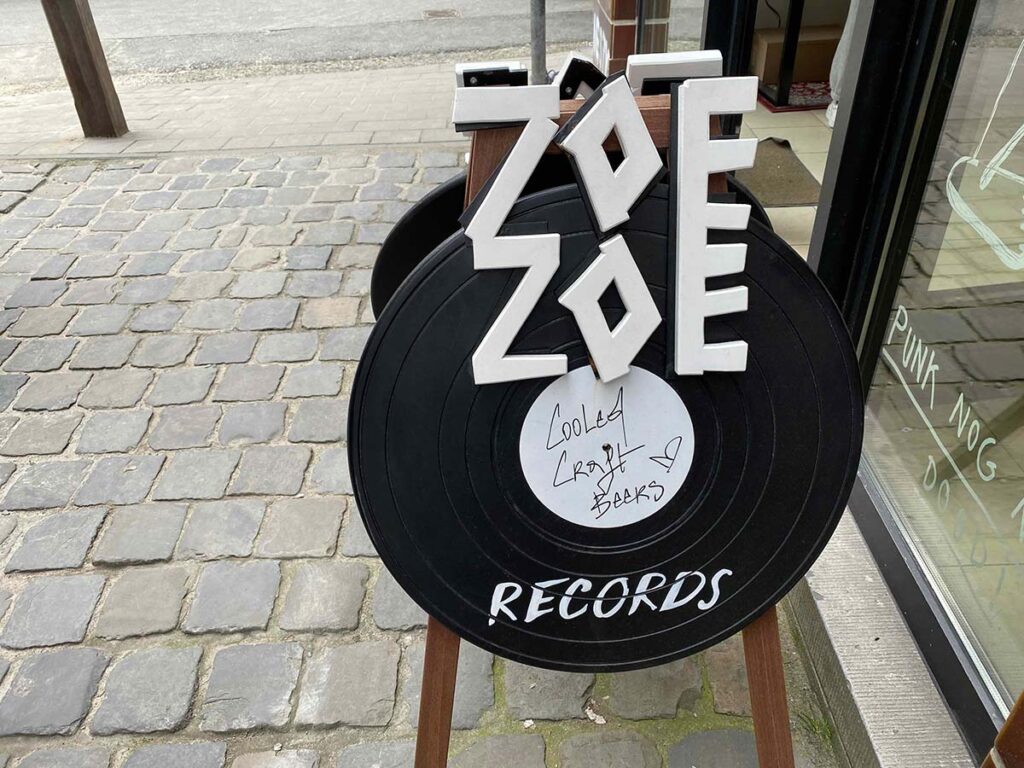 ZOE
ZOE
Cooled
Craft
Beers
RECORDS
PUNK NOG